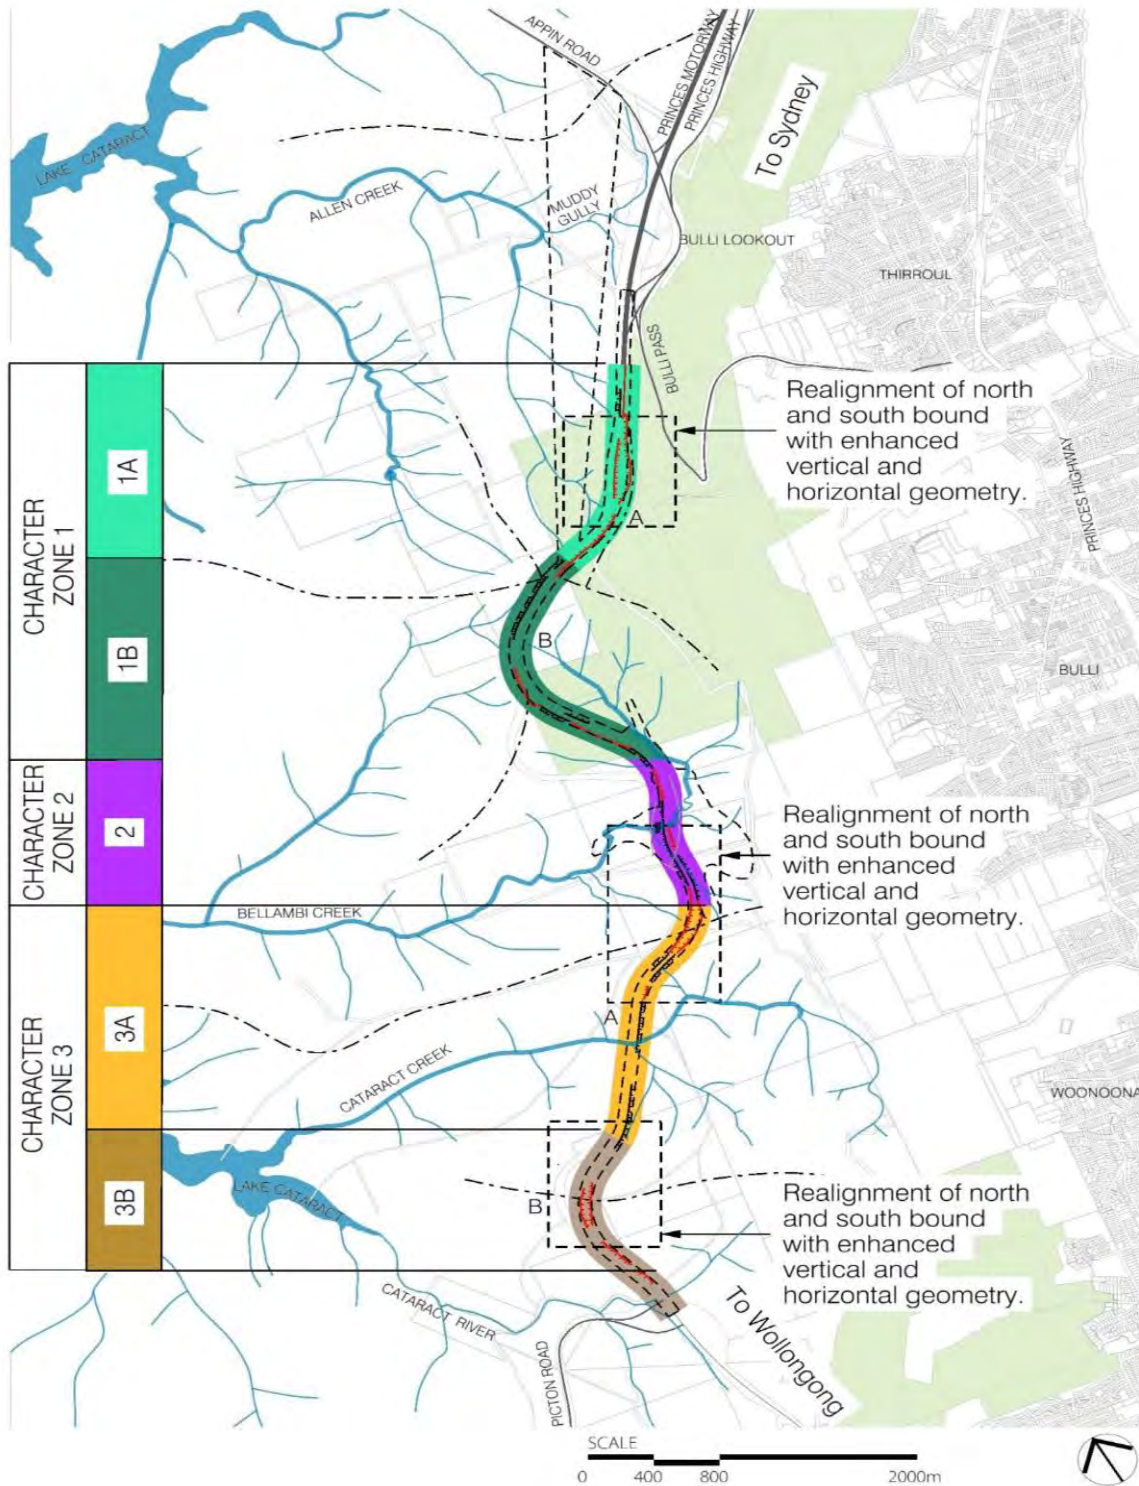 APPIN ROAD
PRINCES MOTORWAY
PRINCES HIGHWAY
To Sydney
LAKE CATARACT
ALLEN CREEK
MUDDY
GULLY
BULLI LOOKOUT
THIRROUL
BULLI PASS
Realignment of north
and south bound
with enhanced
vertical and
horizontal geometry.
PRINCES HIGHWAY
CHARACTER
ZONE 1
1A
A
1B
B
BULLI
CHARACTER
ZONE 2
2
Realignment of north
and south bound
with enhanced
vertical and
horizontal geometry.
BELLAMBI CREEK
CHARACTER
ZONE 3
3A
A
CATARACT CREEK
WOONOONA
3B
LAKE CATARACT
B
Realignment of north
and south bound
with enhanced
vertical and
horizontal geometry.
CATARACT RIVER
PICTON ROAD
To Wollongong
SCALE
0 400 800 2000m